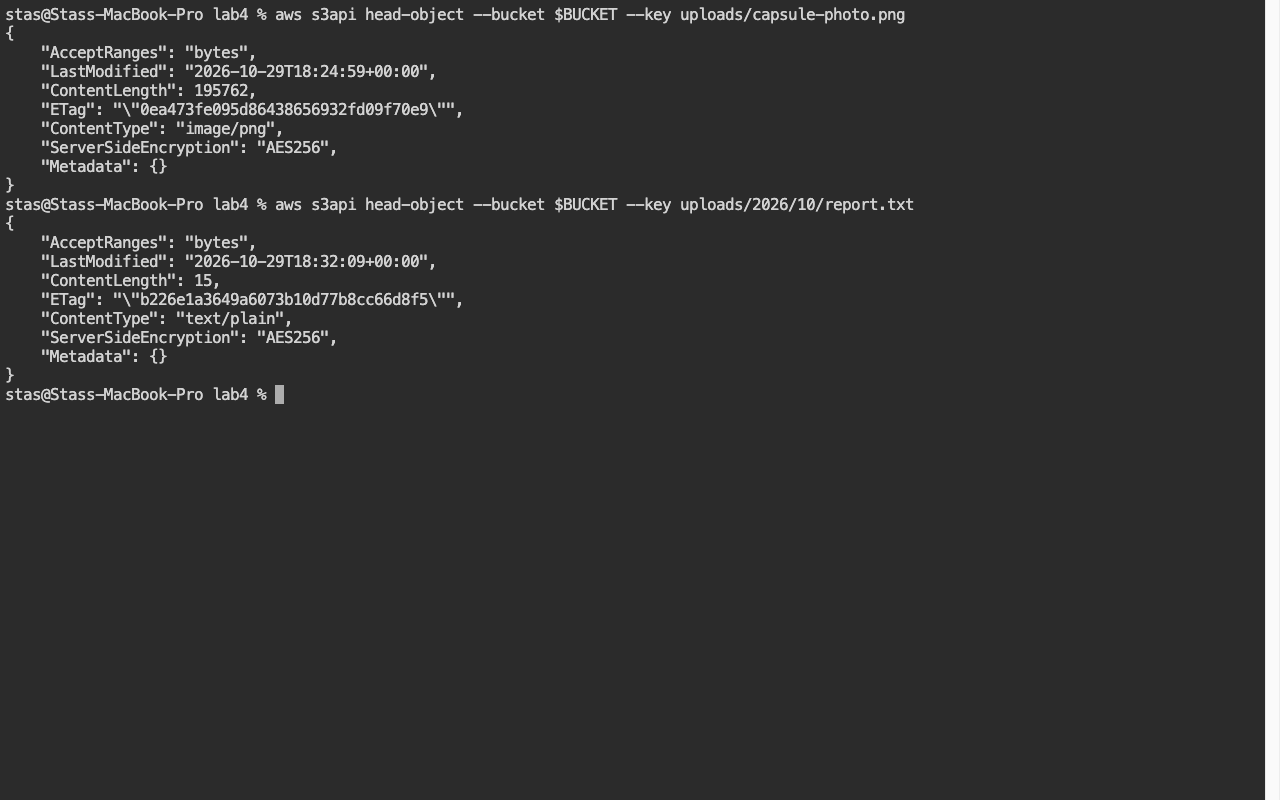 stas@Stass-MacBook-Pro lab4 % aws s3api head-object --bucket $BUCKET --key uploads/capsule-photo.png
{
    "AcceptRanges": "bytes",
    "LastModified": "2026-10-29T18:24:59+00:00",
    "ContentLength": 195762,
    "ETag": "\"0ea473fe095d86438656932fd09f70e9\"",
    "ContentType": "image/png",
    "ServerSideEncryption": "AES256",
    "Metadata": {}
}
stas@Stass-MacBook-Pro lab4 % aws s3api head-object --bucket $BUCKET --key uploads/2026/10/report.txt
{
    "AcceptRanges": "bytes",
    "LastModified": "2026-10-29T18:32:09+00:00",
    "ContentLength": 15,
    "ETag": "\"b226e1a3649a6073b10d77b8cc66d8f5\"",
    "ContentType": "text/plain",
    "ServerSideEncryption": "AES256",
    "Metadata": {}
}
stas@Stass-MacBook-Pro lab4 %